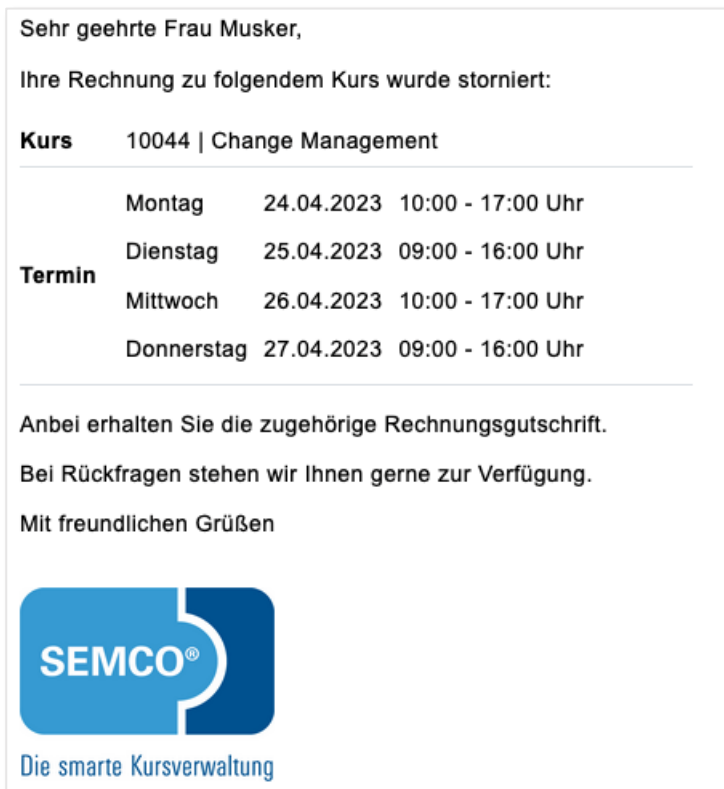 Sehr geehrte Frau Musker,
Ihre Rechnung zu folgendem Kurs wurde storniert:
Kurs 10044 | Change Management
Termin
Montag 24.04.2023 10:00 - 17:00 Uhr
Dienstag 25.04.2023 09:00 - 16:00 Uhr
Mittwoch 26.04.2023 10:00 - 17:00 Uhr
Donnerstag 27.04.2023 09:00 - 16:00 Uhr
Anbei erhalten Sie die zugehörige Rechnungsgutschrift.
Bei Rückfragen stehen wir Ihnen gerne zur Verfügung.
Mit freundlichen Grüßen
SEMCO®
Die smarte Kursverwaltung